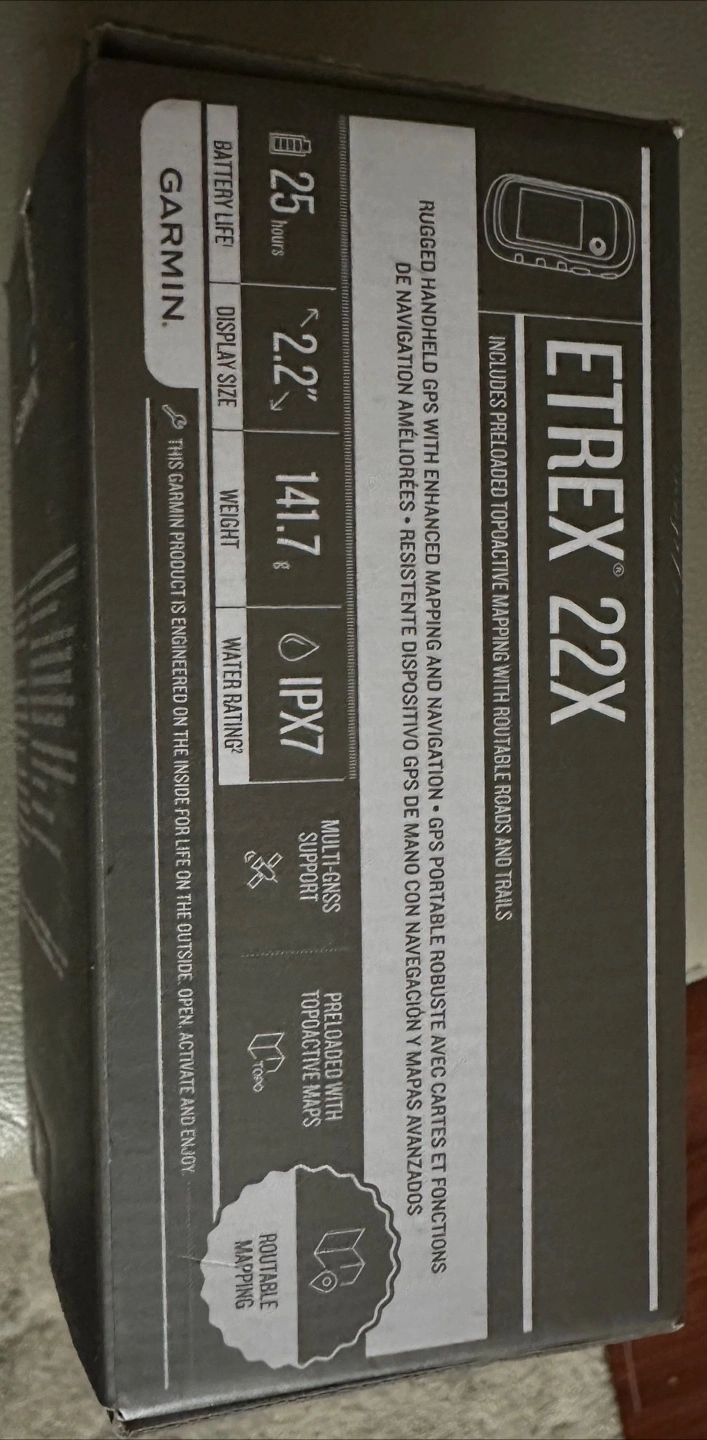 ETREX® 22X
INCLUDES PRELOADED TOPOACTIVE MAPPING WITH ROUTABLE ROADS AND TRAILS
RUGGED HANDHELD GPS WITH ENHANCED MAPPING AND NAVIGATION • GPS PORTABLE ROBUSTE AVEC CARTES ET FONCTIONS
DE NAVIGATION AMÉLIORÉES • RESISTENTE DISPOSITIVO GPS DE MANO CON NAVEGACIÓN Y MAPAS AVANZADOS
25 hours
BATTERY LIFE¹
2.2"
DISPLAY SIZE
141.7 g
WEIGHT
IPX7
WATER RATING²
MULTI-GNSS
SUPPORT
PRELOADED WITH
TOPOACTIVE MAPS
TOPO
ROUTABLE
MAPPING
GARMIN.
THIS GARMIN PRODUCT IS ENGINEERED ON THE INSIDE FOR LIFE ON THE OUTSIDE. OPEN, ACTIVATE AND ENJOY.